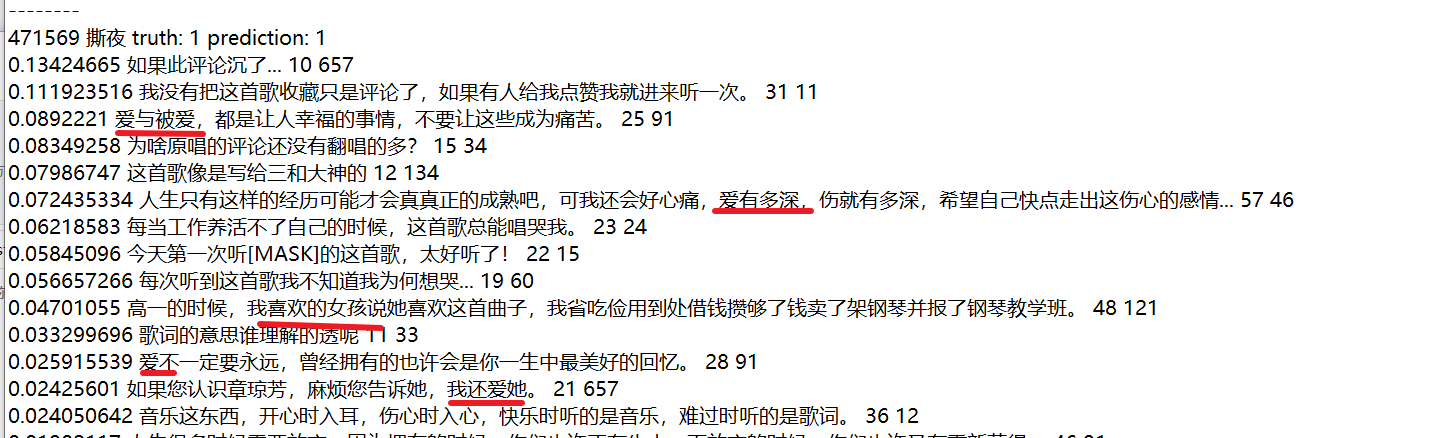 --------
471569 撕夜 truth: 1 prediction: 1
0.13424665 如果此评论沉了... 10 657
0.111923516 我没有把这首歌收藏只是评论了，如果有人给我点赞我就进来听一次。 31 11
0.0892221 爱与被爱，都是让人幸福的事情，不要让这些成为痛苦。 25 91
0.08349258 为啥原唱的评论还没有翻唱的多？ 15 34
0.07986747 这首歌像是写给三和大神的 12 134
0.072435334 人生只有这样的经历可能才会真真正的成熟吧，可我还会好心痛，爱有多深，伤就有多深，希望自己快点走出这伤心的感情... 57 46
0.06218583 每当工作养活不了自己的时候，这首歌总能唱哭我。 23 24
0.05845096 今天第一次听[MASK]的这首歌，太好听了！ 22 15
0.056657266 每次听到这首歌我不知道我为何想哭... 19 60
0.04701055 高一的时候，我喜欢的女孩说她喜欢这首曲子，我省吃俭用到处借钱攒够了钱卖了架钢琴并报了钢琴教学班。 48 121
0.033299696 歌词的意思谁理解的透呢 11 33
0.025915539 爱不一定要永远，曾经拥有的也许会是你一生中最美好的回忆。 28 91
0.02425601 如果您认识章琼芳，麻烦您告诉她，我还爱她。 21 657
0.024050642 音乐这东西，开心时入耳，伤心时入心，快乐时听的是音乐，难过时听的是歌词。 36 12